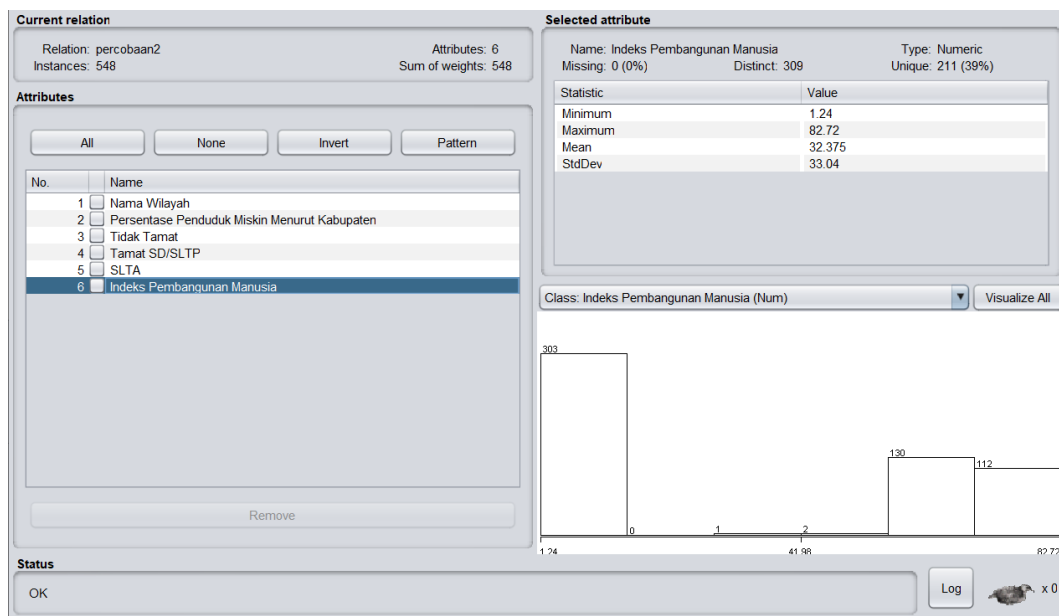 Current relation
Relation: percobaan2
Attributes: 6
Instances: 548
Sum of weights: 548
Attributes
All
None
Invert
Pattern
No.
Name
1 Nama Wilayah
2 Persentase Penduduk Miskin Menurut Kabupaten
3 Tidak Tamat
4 Tamat SD/SLTP
5 SLTA
6 Indeks Pembangunan Manusia
Remove
Selected attribute
Name: Indeks Pembangunan Manusia
Type: Numeric
Missing: 0 (0%)
Distinct: 309
Unique: 211 (39%)
Statistic Value
Minimum 1.24
Maximum 82.72
Mean 32.375
StdDev 33.04
Class: Indeks Pembangunan Manusia (Num)
Visualize All
303
0
1
2
130
112
1.24 41.98 82.72
Status
OK
Log
x 0